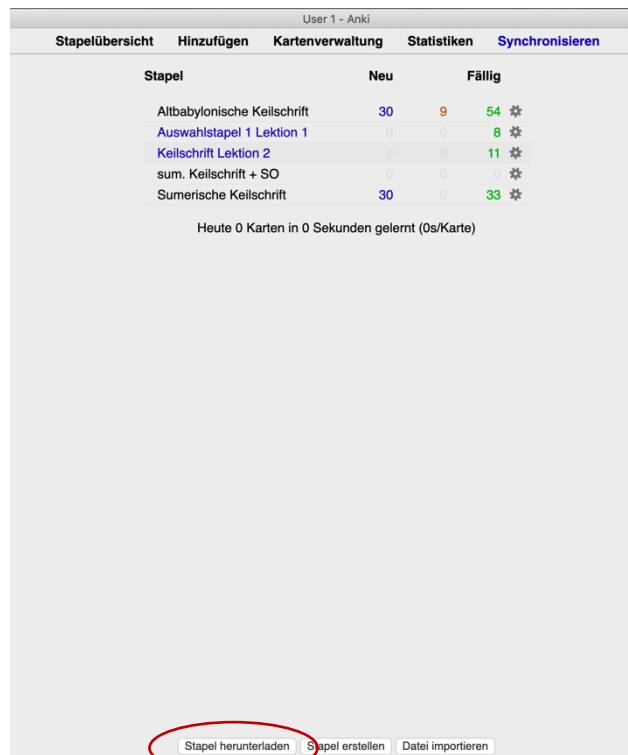 User 1 - Anki
Stapelübersicht Hinzufügen Kartenverwaltung Statistiken Synchronisieren
Stapel Neu Fällig
Altbabylonische Keilschrift 30 9 54
Auswahlstapel 1 Lektion 1 0 0 8
Keilschrift Lektion 2 0 0 11
sum. Keilschrift + SO 0 0 0
Sumerische Keilschrift 30 0 33
Heute 0 Karten in 0 Sekunden gelernt (0s/Karte)
Stapel herunterladen Stapel erstellen Datei importieren